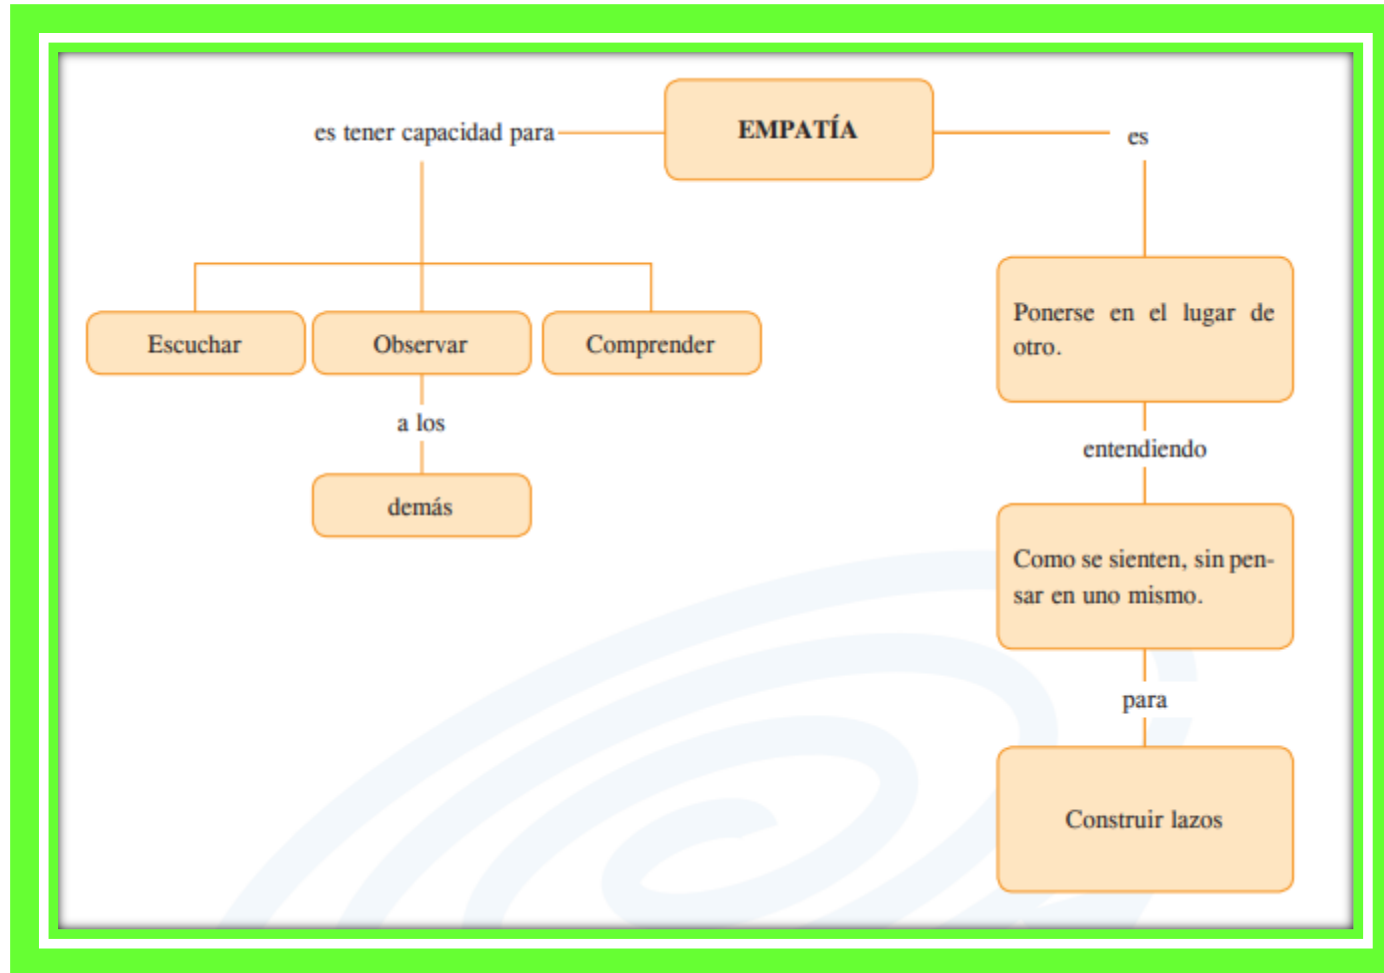 EMPATÍA
es tener capacidad para
es
Escuchar
Observar
Comprender
a los
demás
Ponerse en el lugar de
otro.
entendiendo
Como se sienten, sin pen-
sar en uno mismo.
para
Construir lazos